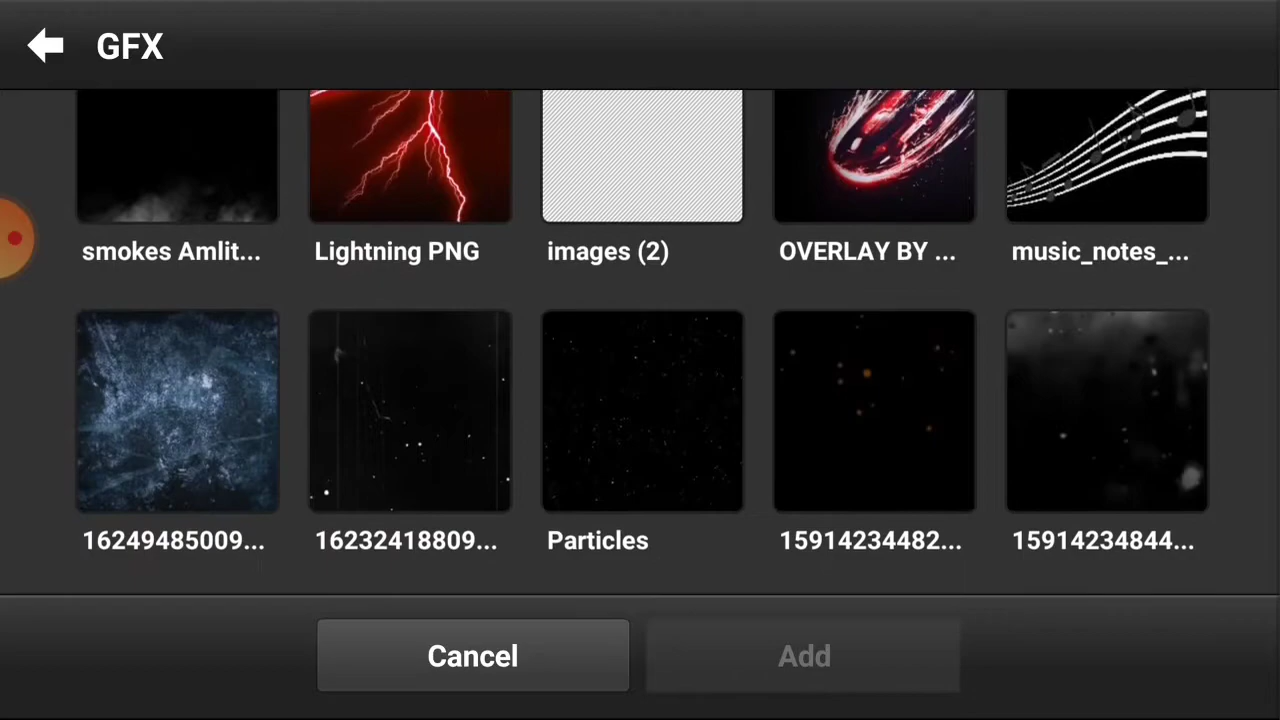 GFX
smokes Amlit...
Lightning PNG
images (2)
OVERLAY BY ...
music_notes_...
16249485009...
16232418809...
Particles
15914234482...
15914234844...
Cancel
Add